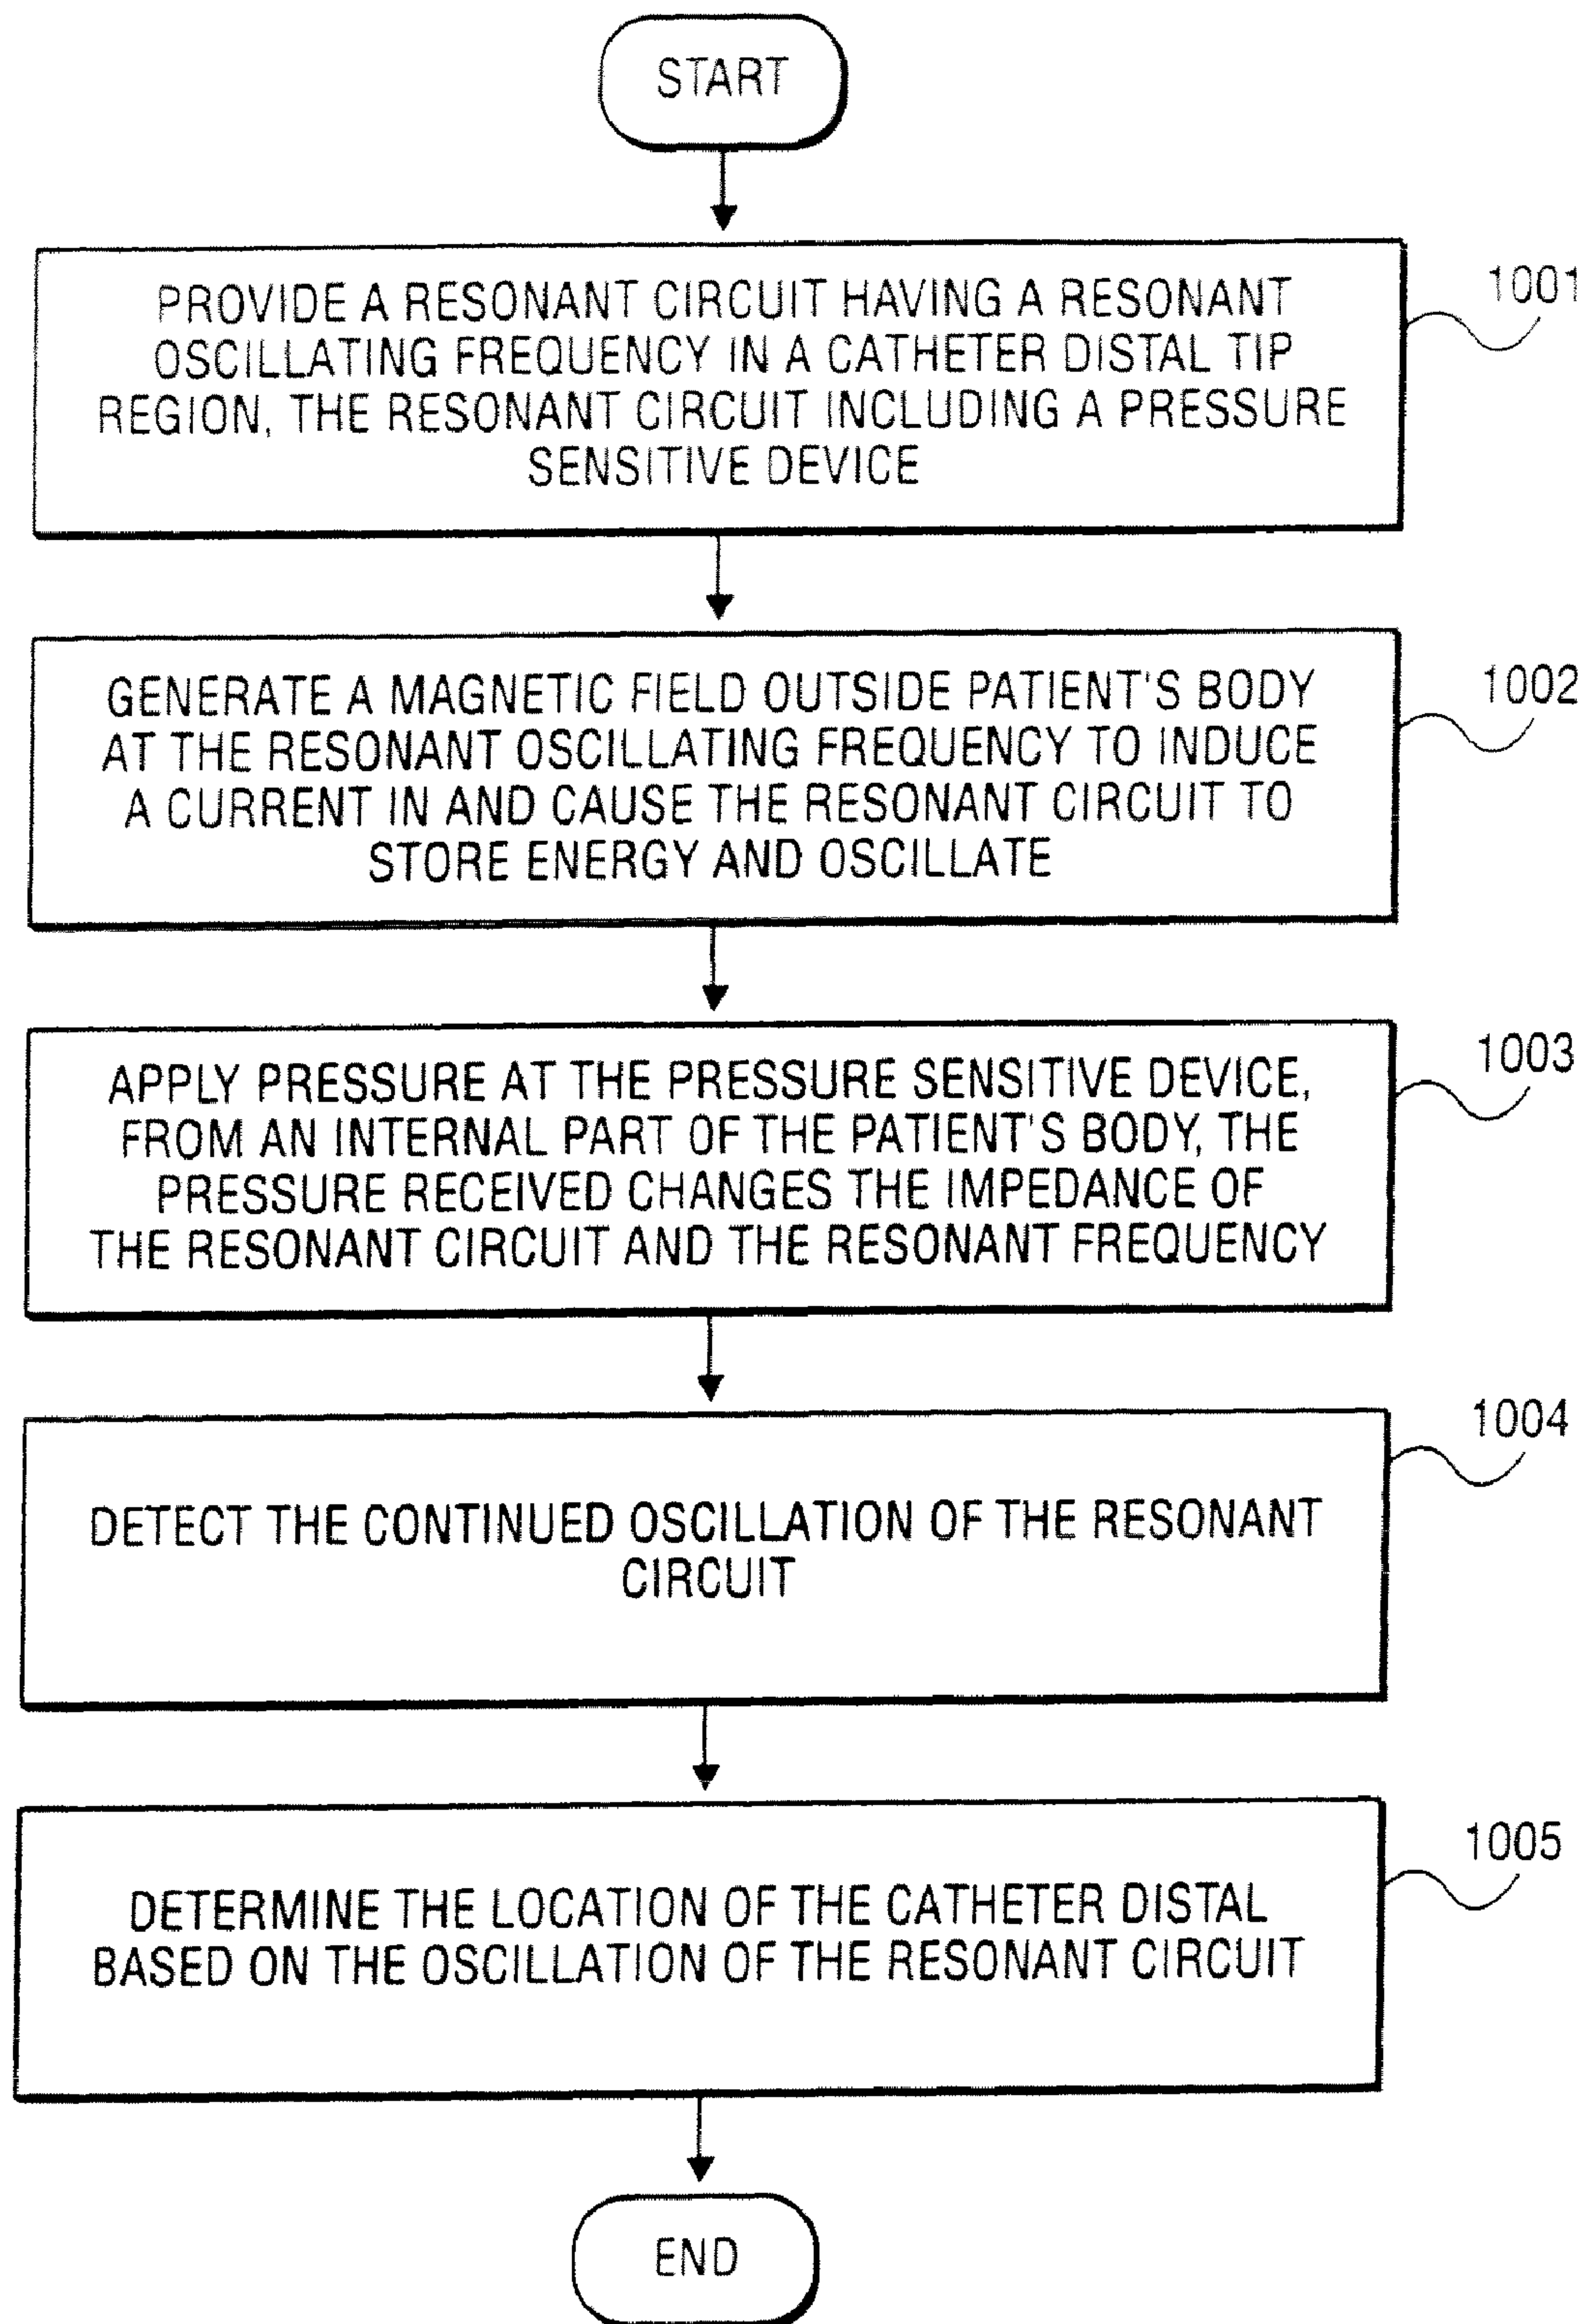 START
PROVIDE A RESONANT CIRCUIT HAVING A RESONANT
OSCILLATING FREQUENCY IN A CATHETER DISTAL TIP
REGION, THE RESONANT CIRCUIT INCLUDING A PRESSURE
SENSITIVE DEVICE
1001
GENERATE A MAGNETIC FIELD OUTSIDE PATIENT'S BODY
AT THE RESONANT OSCILLATING FREQUENCY TO INDUCE
A CURRENT IN AND CAUSE THE RESONANT CIRCUIT TO
STORE ENERGY AND OSCILLATE
1002
APPLY PRESSURE AT THE PRESSURE SENSITIVE DEVICE,
FROM AN INTERNAL PART OF THE PATIENT'S BODY, THE
PRESSURE RECEIVED CHANGES THE IMPEDANCE OF
THE RESONANT CIRCUIT AND THE RESONANT FREQUENCY
1003
DETECT THE CONTINUED OSCILLATION OF THE RESONANT
CIRCUIT
1004
DETERMINE THE LOCATION OF THE CATHETER DISTAL
BASED ON THE OSCILLATION OF THE RESONANT CIRCUIT
1005
END